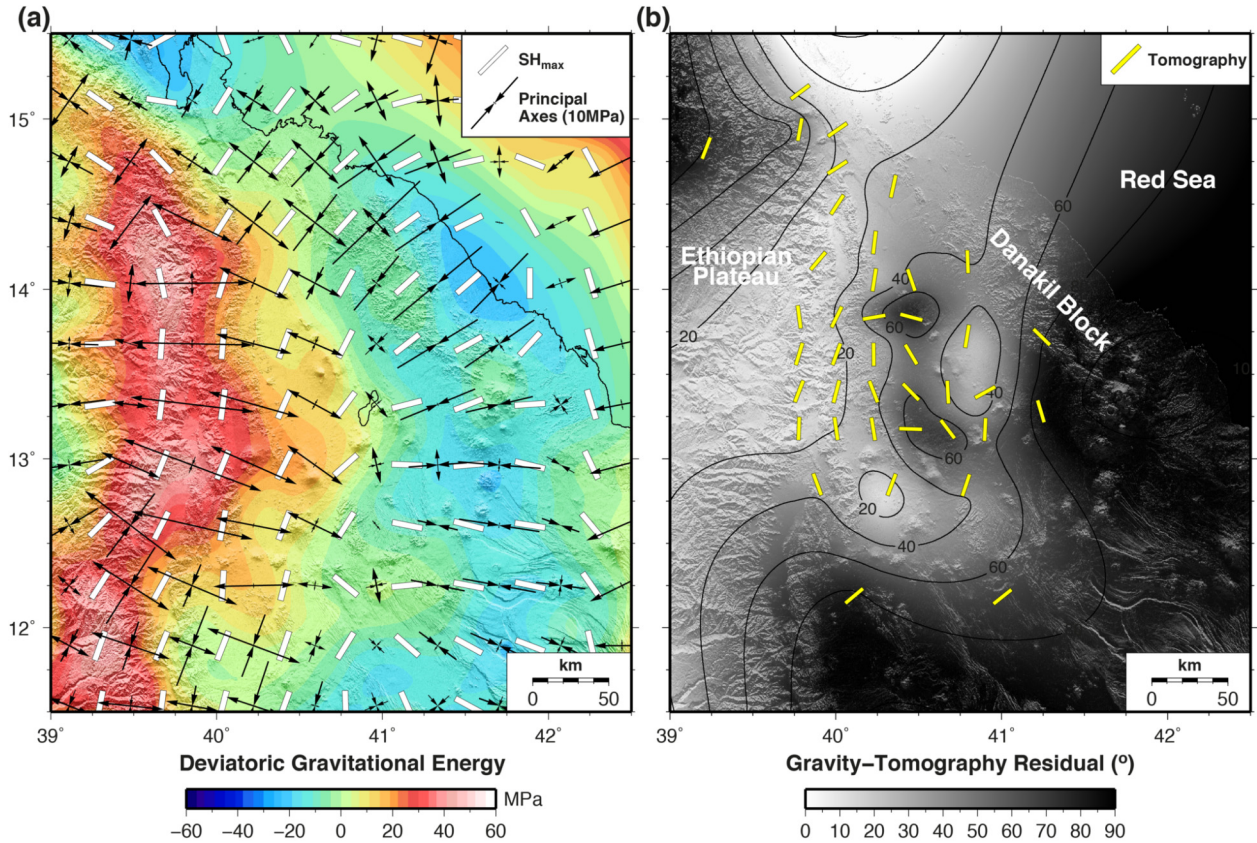 (a)
SHmax
Principal
Axes (10MPa)
15°
14°
13°
12°
km
0 50
39° 40° 41° 42°
Deviatoric Gravitational Energy
MPa
−60 −40 −20 0 20 40 60
(b)
Tomography
Red Sea
60
Ethiopian
Plateau
Danakil Block
40
60
20
20
40
10
60
20
40
60
km
0 50
39° 40° 41° 42°
Gravity−Tomography Residual (°)
0 10 20 30 40 50 60 70 80 90